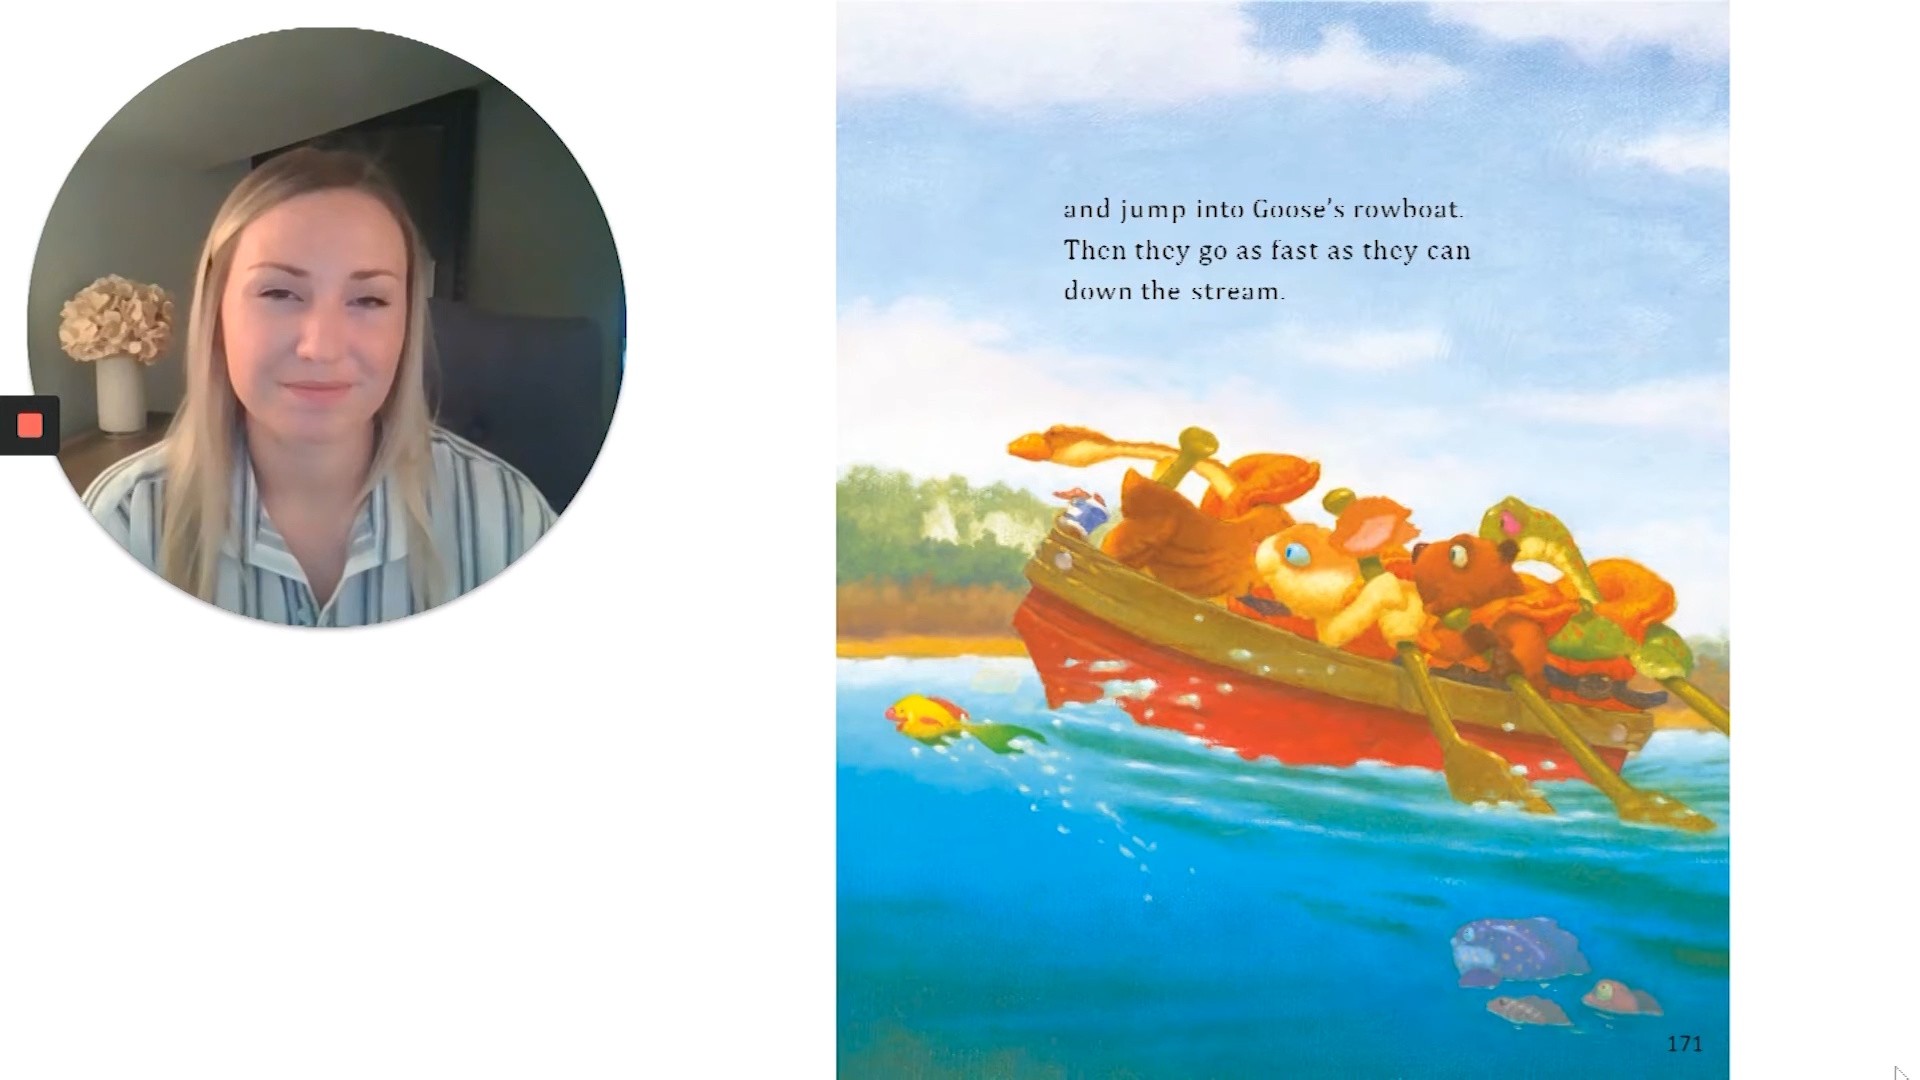 and jump into Goose's rowboat.
Then they go as fast as they can
down the stream.
171